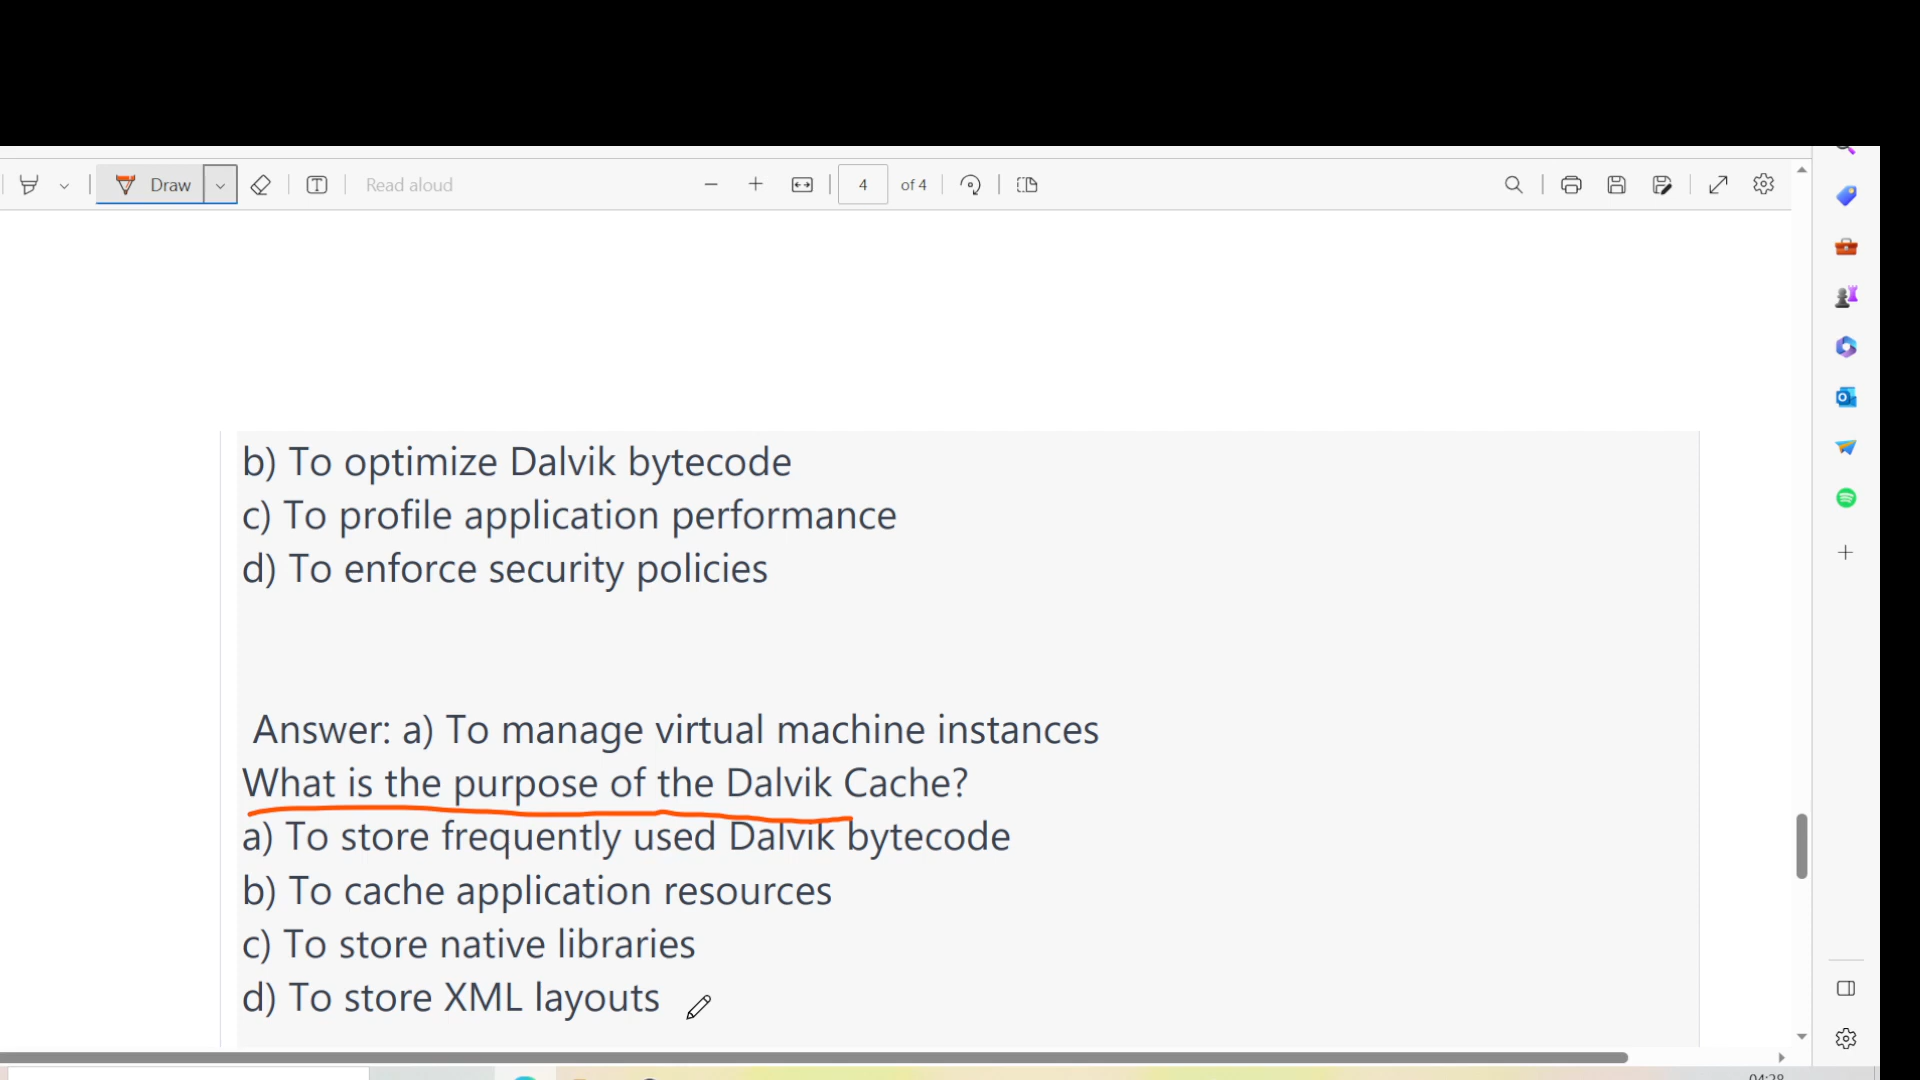 Draw
Read aloud
4
of 4
b) To optimize Dalvik bytecode
c) To profile application performance
d) To enforce security policies
Answer: a) To manage virtual machine instances
What is the purpose of the Dalvik Cache?
a) To store frequently used Dalvik bytecode
b) To cache application resources
c) To store native libraries
d) To store XML layouts